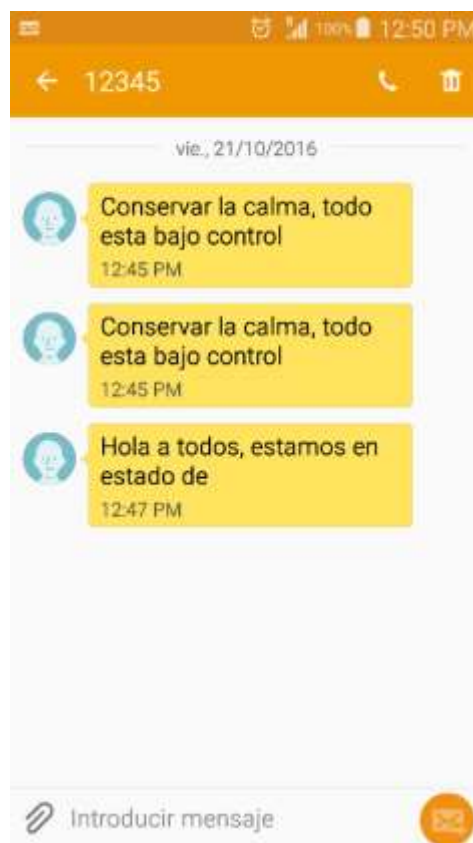 100% 12:50 PM
12345
vie., 21/10/2016
Conservar la calma, todo
esta bajo control
12:45 PM
Conservar la calma, todo
esta bajo control
12:45 PM
Hola a todos, estamos en
estado de
12:47 PM
Introducir mensaje